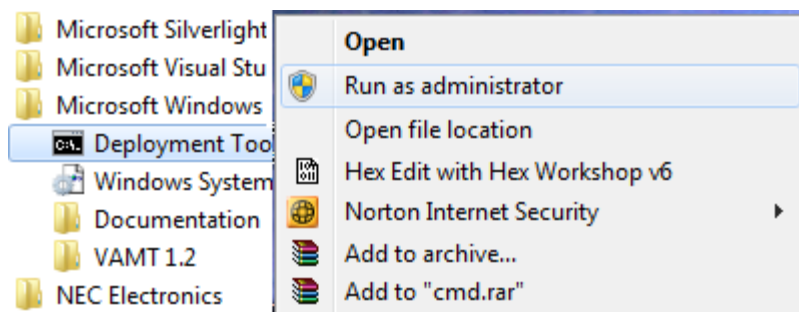 Microsoft Silverlight
Microsoft Visual Stu
Microsoft Windows
Deployment Too
Windows System
Documentation
VAMT 1.2
NEC Electronics
Open
Run as administrator
Open file location
Hex Edit with Hex Workshop v6
Norton Internet Security
Add to archive...
Add to "cmd.rar"